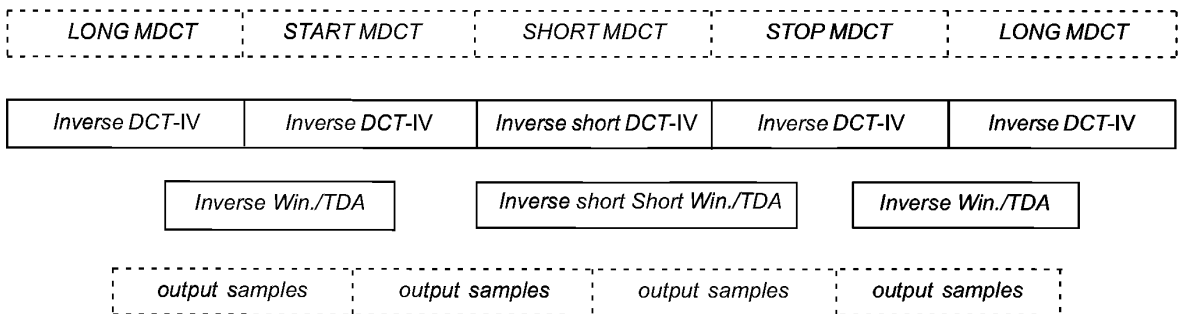 LONG MDCT START MDCT SHORT MDCT STOP MDCT LONG MDCT
Inverse DCT-IV Inverse DCT-IV Inverse short DCT-IV Inverse DCT-IV Inverse DCT-IV
Inverse Win./TDA Inverse short Short Win./TDA Inverse Win./TDA
output samples output samples output samples output samples